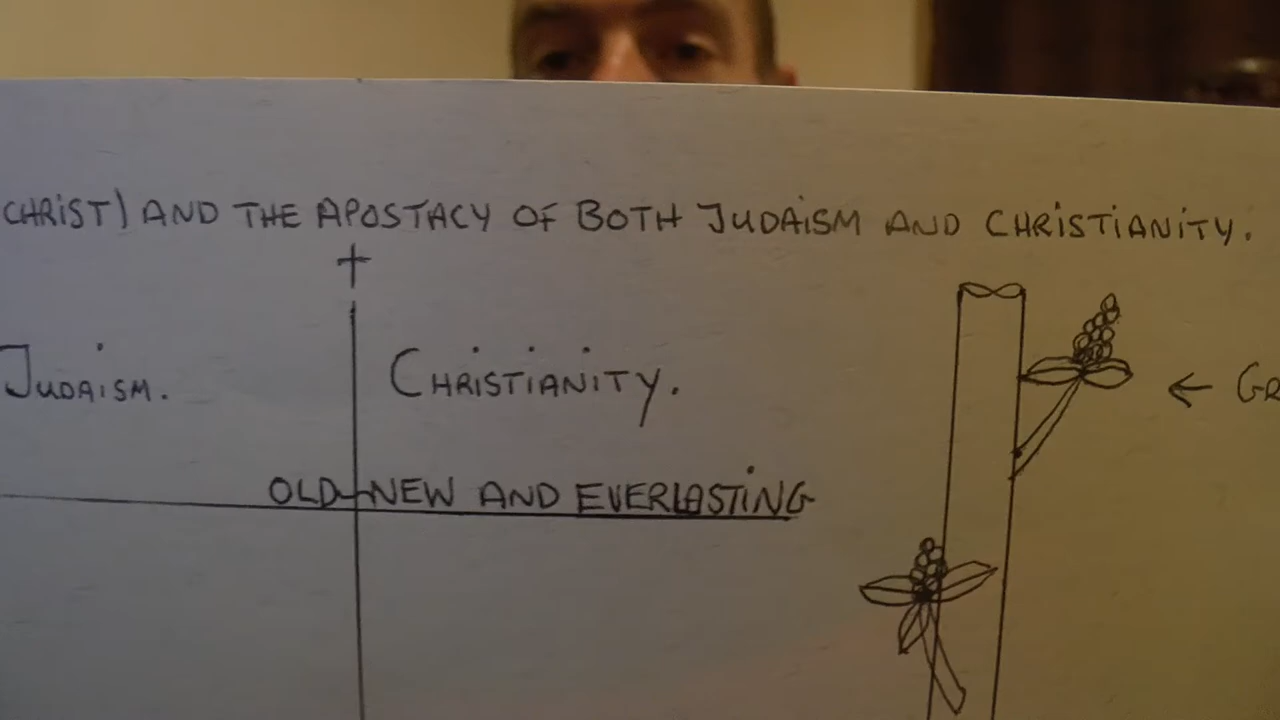 CHRIST) AND THE APOSTACY OF BOTH JUDAISM AND CHRISTIANITY.
JUDAISM.
CHRISTIANITY.
←
OLD-NEW AND EVERLASTING